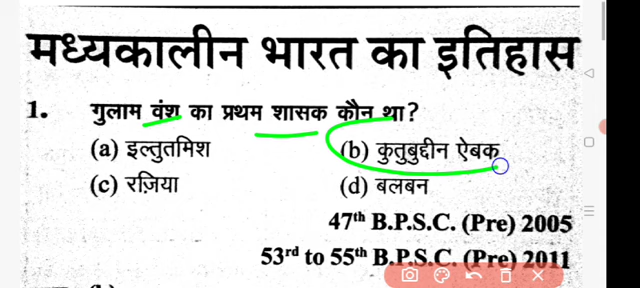 मध्यकालीन भारत का इतिहास
1. गुलाम वंश का प्रथम शासक कौन था?
(a) इल्तुतमिश (b) कुतुबुद्दीन ऐबक
(c) रज़िया (d) बलबन
47th B.P.S.C. (Pre) 2005
53rd to 55th B.P.S.C. (Pre) 2011